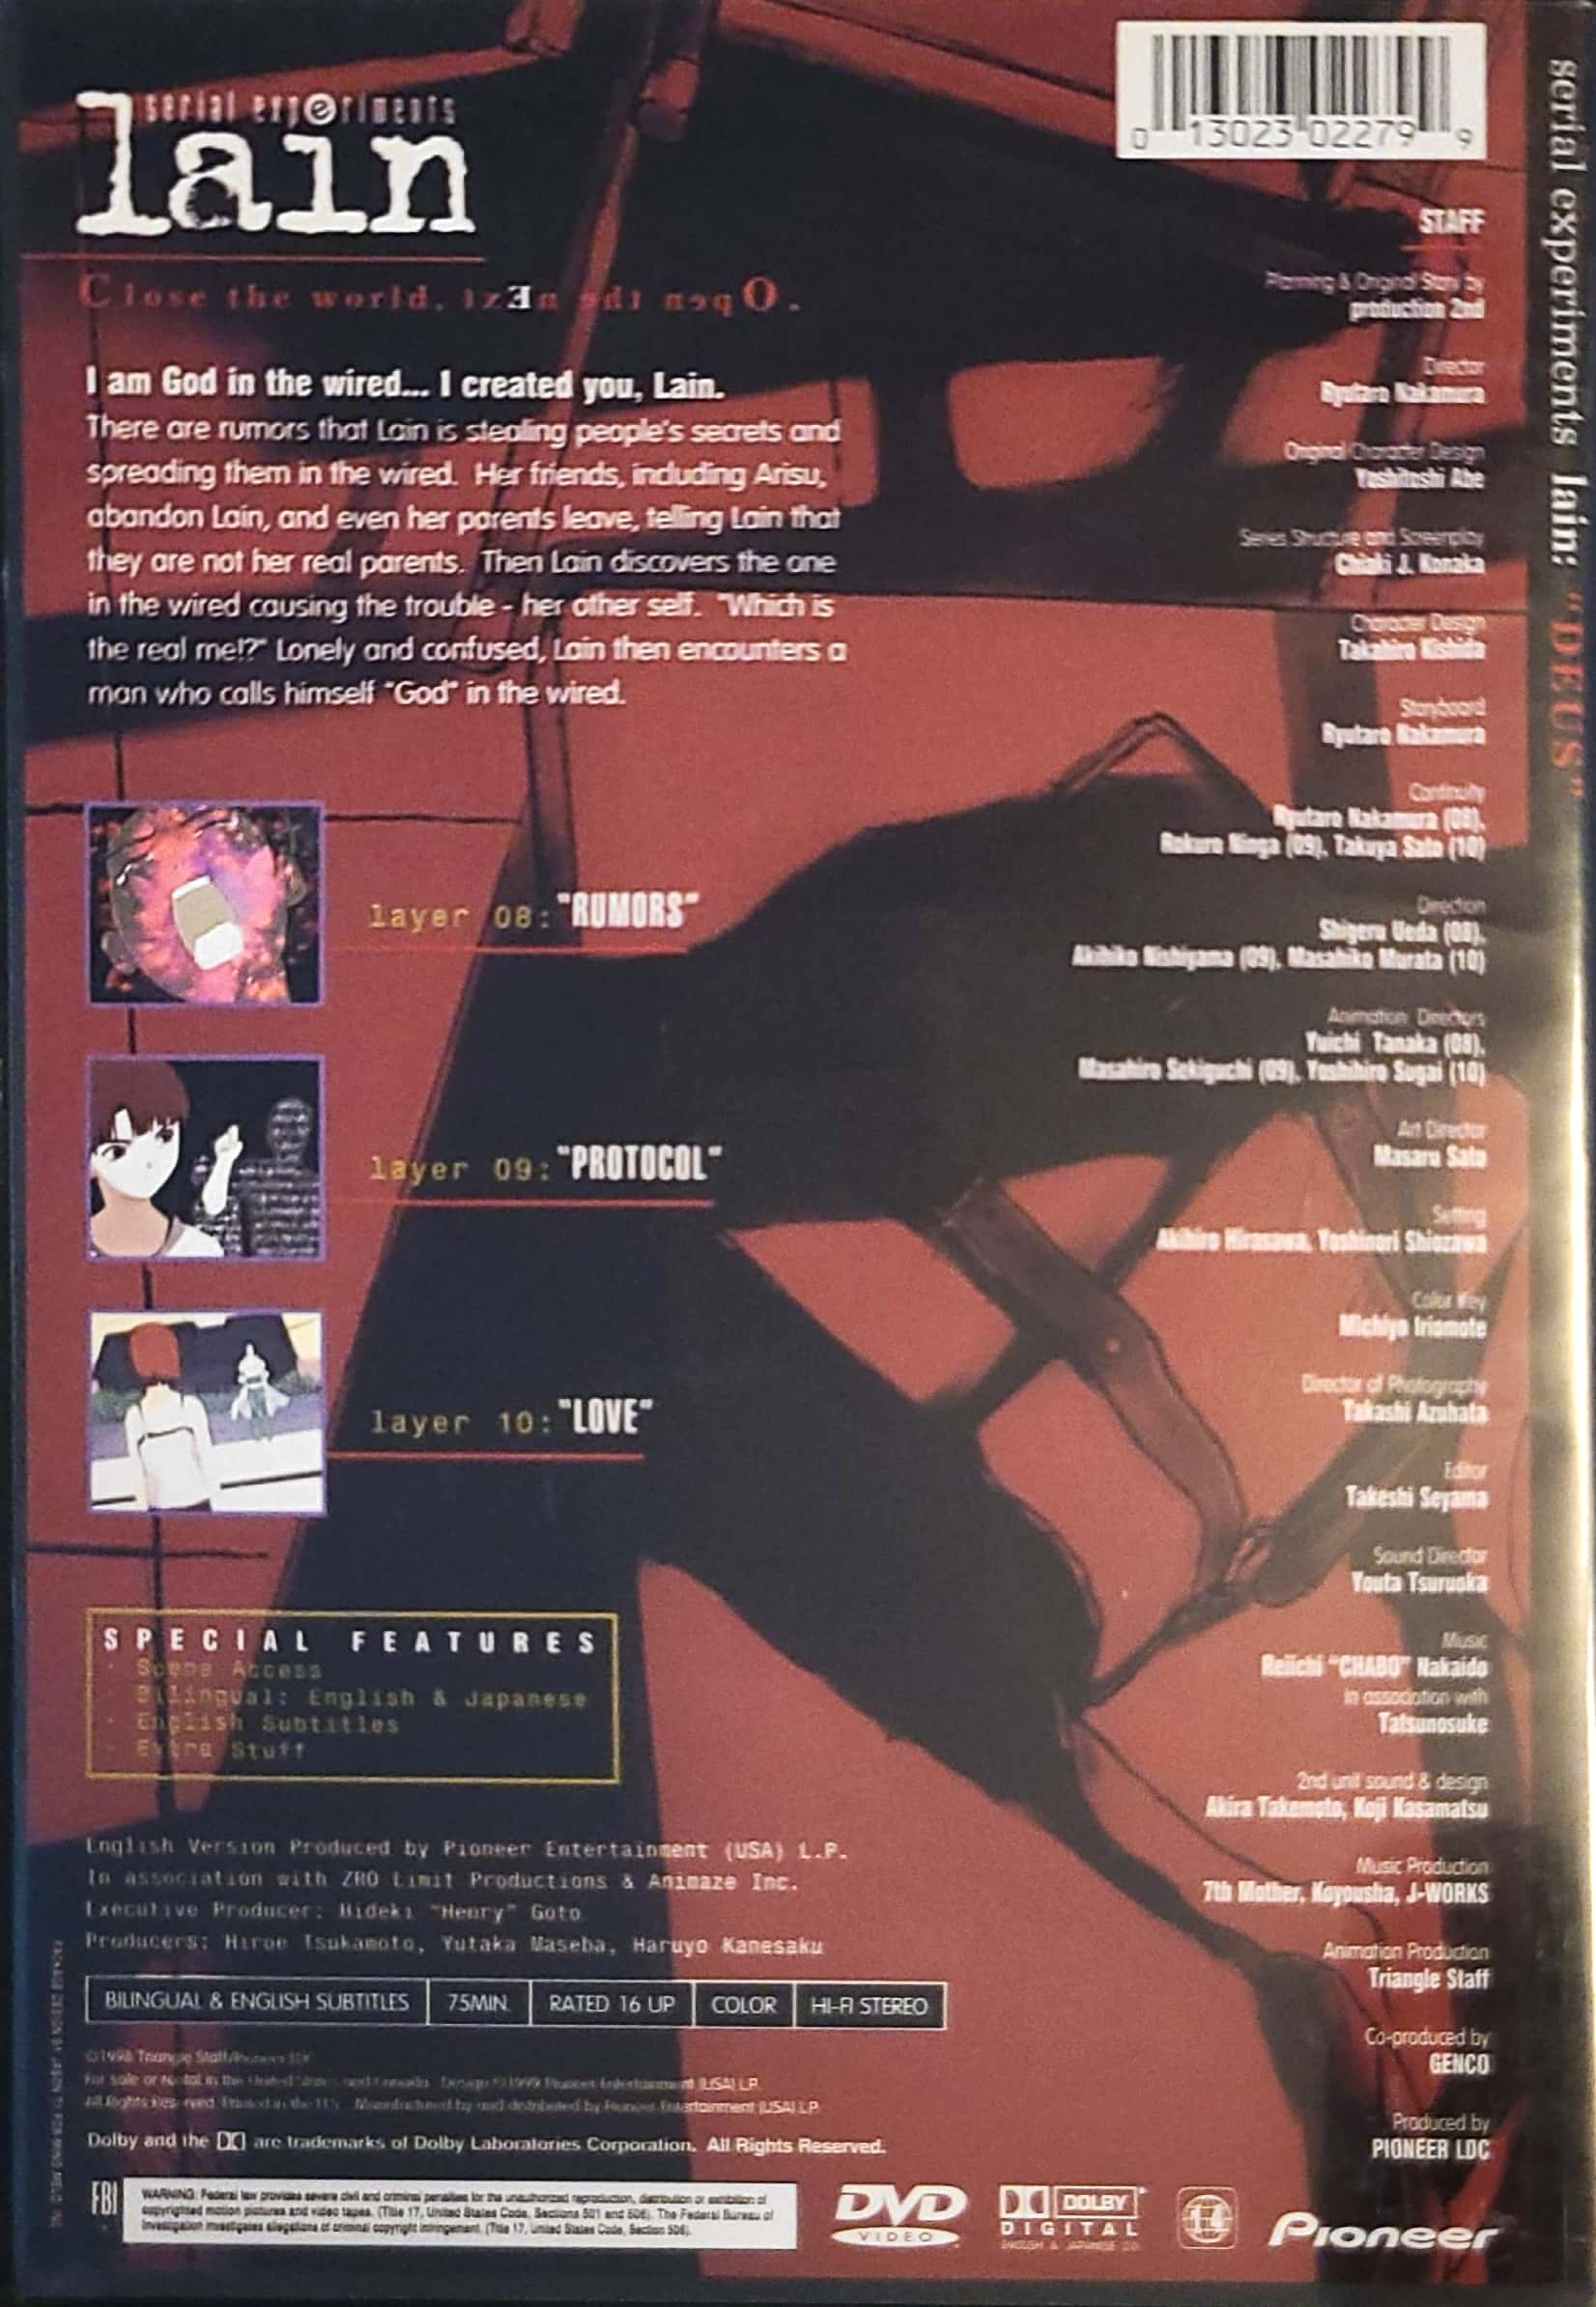 serial experiments
lain
Close the world, txEn eht nepO.
I am God in the wired... I created you, Lain.
There are rumors that Lain is stealing people's secrets and
spreading them in the wired. Her friends, including Arisu,
abandon Lain, and even her parents leave, telling Lain that
they are not her real parents. Then Lain discovers the one
in the wired causing the trouble - her other self. "Which is
the real me!?" Lonely and confused, Lain then encounters a
man who calls himself "God" in the wired.
layer 08: "RUMORS"
layer 09: "PROTOCOL"
layer 10: "LOVE"
SPECIAL FEATURES
· Scene Access
· Bilingual: English & Japanese
· English Subtitles
· Extra Stuff
English Version Produced by Pioneer Entertainment (USA) L.P.
In association with ZRO Limit Productions & Animaze Inc.
Executive Producer: Hideki "Henry" Goto
Producers: Hiroe Tsukamoto, Yutaka Maseba, Haruyo Kanesaku
BILINGUAL & ENGLISH SUBTITLES 75MIN. RATED 16 UP COLOR HI-FI STEREO
©1998 Triangle Staff/Pioneer LDC
For sale or rental in the United States and Canada. Design ©1999 Pioneer Entertainment (USA) L.P.
All Rights Reserved. Printed in the U.S. Manufactured by and distributed by Pioneer Entertainment (USA) L.P.
Dolby and the are trademarks of Dolby Laboratories Corporation. All Rights Reserved.
FBI
WARNING: Federal law provides severe civil and criminal penalties for the unauthorized reproduction, distribution or exhibition of
copyrighted motion pictures and video tapes. (Title 17, United States Code, Sections 501 and 506). The Federal Bureau of
Investigation investigates allegations of criminal copyright infringement. (Title 17, United States Code, Section 506).
DVD
VIDEO
DOLBY
DIGITAL
ENGLISH & JAPANESE 2.0
Pioneer
0 13023 02279 9
STAFF
Planning & Original Story by
production 2nd
Director
Ryutaro Nakamura
Original Character Design
Yoshitoshi Abe
Series Structure and Screenplay
Chiaki J. Konaka
Character Design
Takahiro Kishida
Storyboard
Ryutaro Nakamura
Continuity
Ryutaro Nakamura (08),
Rokuro Ninga (09), Takuya Sato (10)
Direction
Shigeru Ueda (08),
Akihiko Nishiyama (09), Masahiko Murata (10)
Animation Directors
Yuichi Tanaka (08),
Masahiro Sekiguchi (09), Yoshihiro Sugai (10)
Art Director
Masaru Sato
Setting
Akihiro Hirasawa, Yoshinori Shiozawa
Color Key
Michiyo Iriomote
Director of Photography
Takashi Azuhata
Editor
Takeshi Seyama
Sound Director
Youta Tsuruoka
Music
Reiichi "CHABO" Nakaido
in association with
Tatsunosuke
2nd unit sound & design
Akira Takemoto, Koji Kasamatsu
Music Production
7th Mother, Koyousha, J-WORKS
Animation Production
Triangle Staff
Co-produced by
GENCO
Produced by
PIONEER LDC
serial experiments lain: "DEUS"